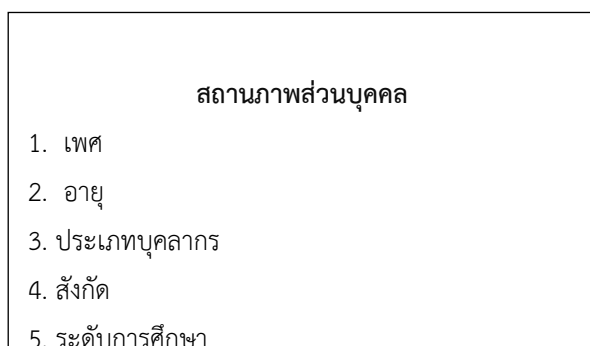 สถานภาพส่วนบุคคล
1. เพศ
2. อายุ
3. ประเภทบุคลากร
4. สังกัด
5. ระดับการศึกษา